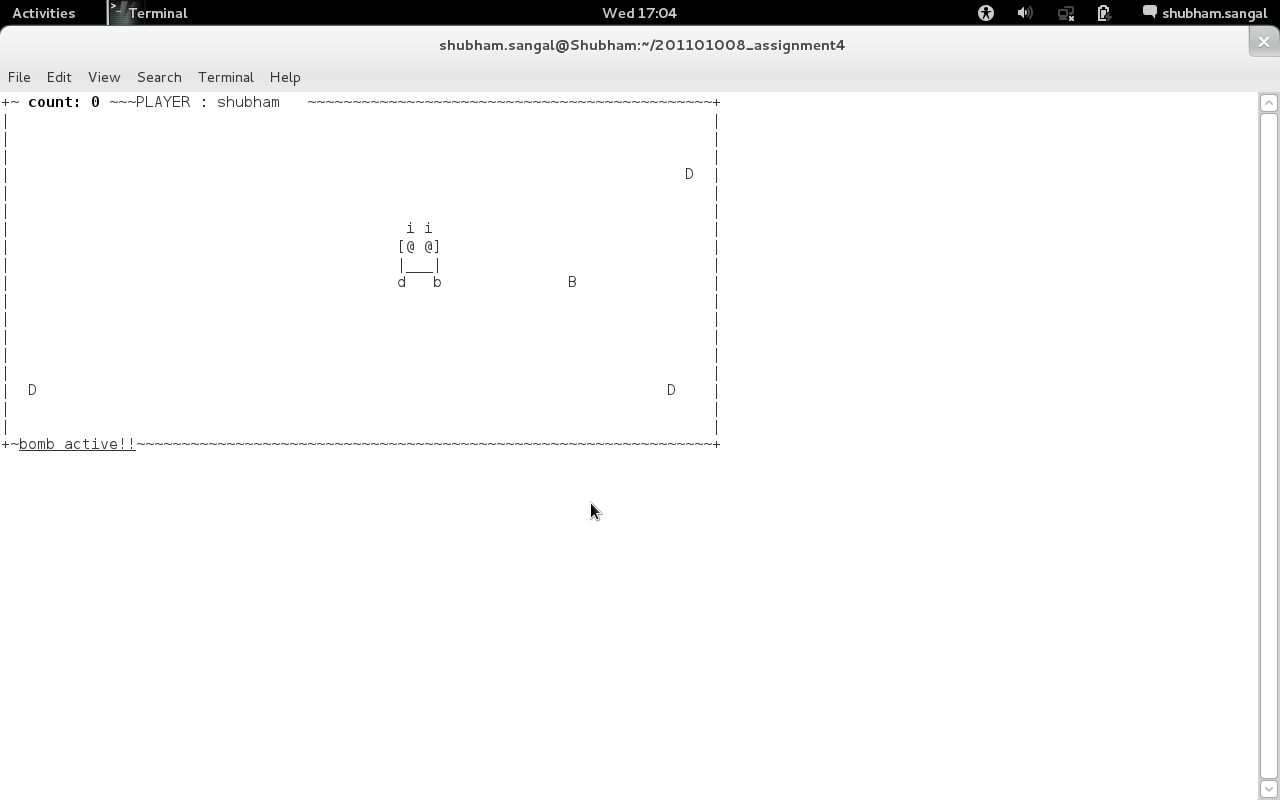 Activities Terminal Wed 17:04 shubham.sangal
shubham.sangal@Shubham:~/201101008_assignment4
File Edit View Search Terminal Help
+~ count: 0 ~~~PLAYER : shubham   ~~~~~~~~~~~~~~~~~~~~~~~~~~~~~~~~~~~~~~~~~~~~~+
D
i i
[@ @]
|___|
d   b B
D D
+~bomb active!!~~~~~~~~~~~~~~~~~~~~~~~~~~~~~~~~~~~~~~~~~~~~~~~~~~~~~~~~~~~~~~~~+